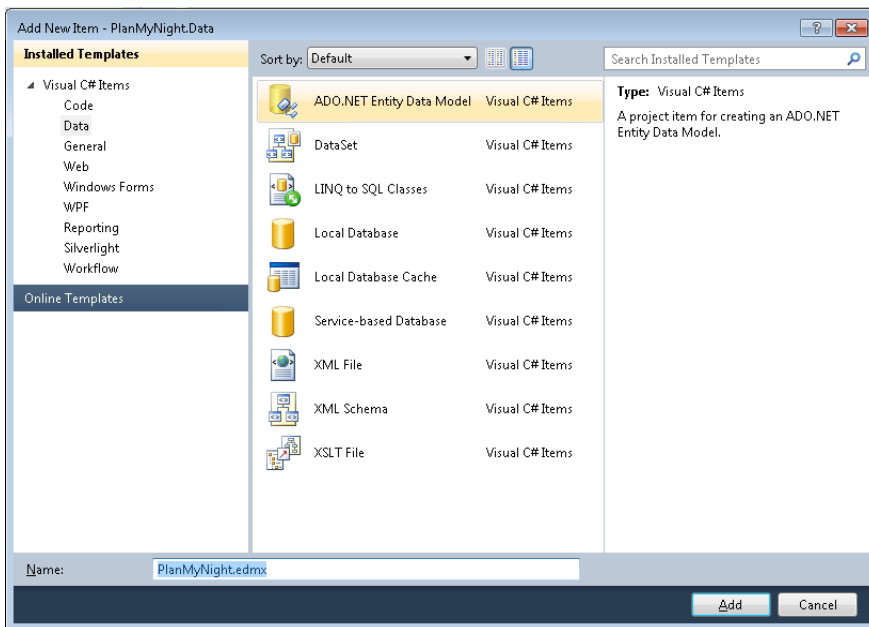 Add New Item - PlanMyNight.Data
Installed Templates
Visual C# Items
Code
Data
General
Web
Windows Forms
WPF
Reporting
Silverlight
Workflow
Online Templates
Sort by: Default
ADO.NET Entity Data Model Visual C# Items
DataSet Visual C# Items
LINQ to SQL Classes Visual C# Items
Local Database Visual C# Items
Local Database Cache Visual C# Items
Service-based Database Visual C# Items
XML File Visual C# Items
XML Schema Visual C# Items
XSLT File Visual C# Items
Search Installed Templates
Type: Visual C# Items
A project item for creating an ADO.NET
Entity Data Model.
Name: PlanMyNight.edmx
Add Cancel